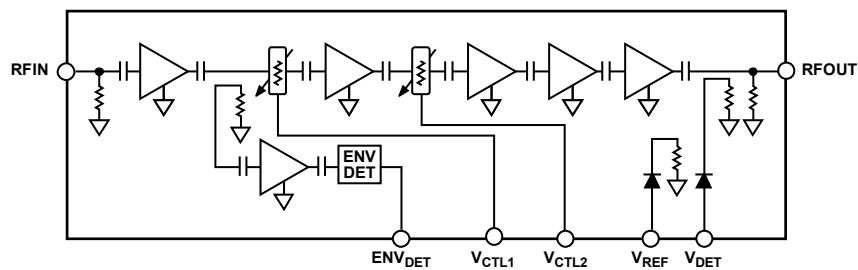 RFIN
RFOUT
ENV
DET
ENVDET
VCTL1
VCTL2
VREF
VDET